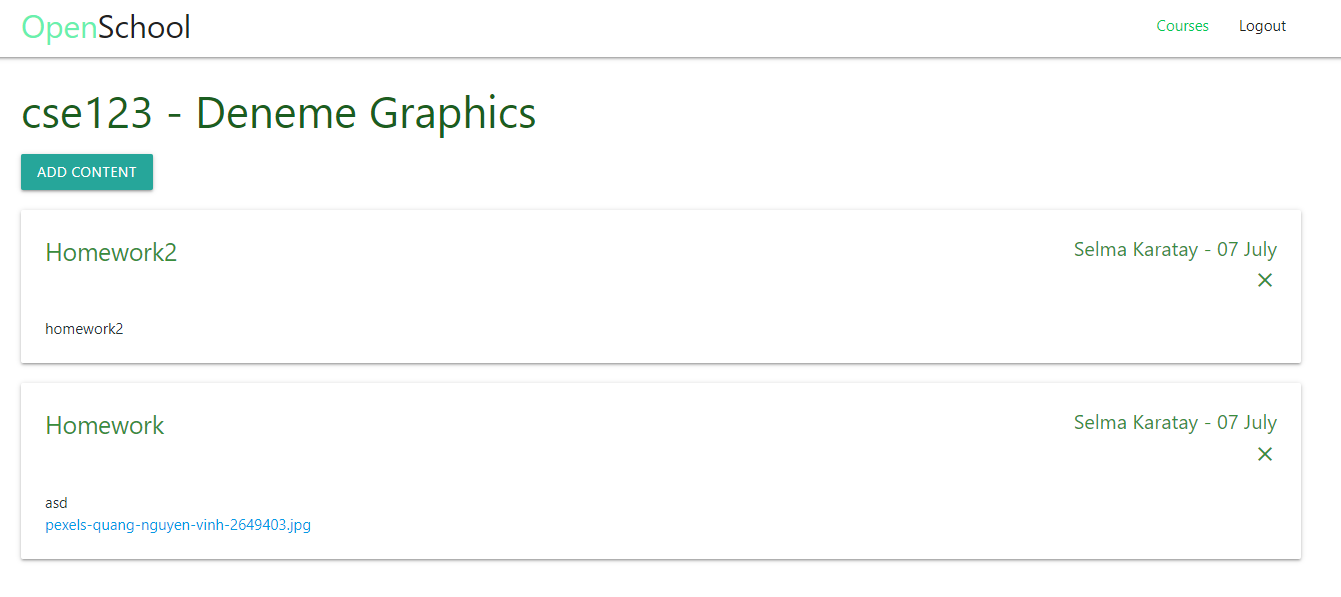 OpenSchool
Courses
Logout
cse123 - Deneme Graphics
ADD CONTENT
Homework2
Selma Karatay - 07 July
homework2
Homework
Selma Karatay - 07 July
asd
pexels-quang-nguyen-vinh-2649403.jpg